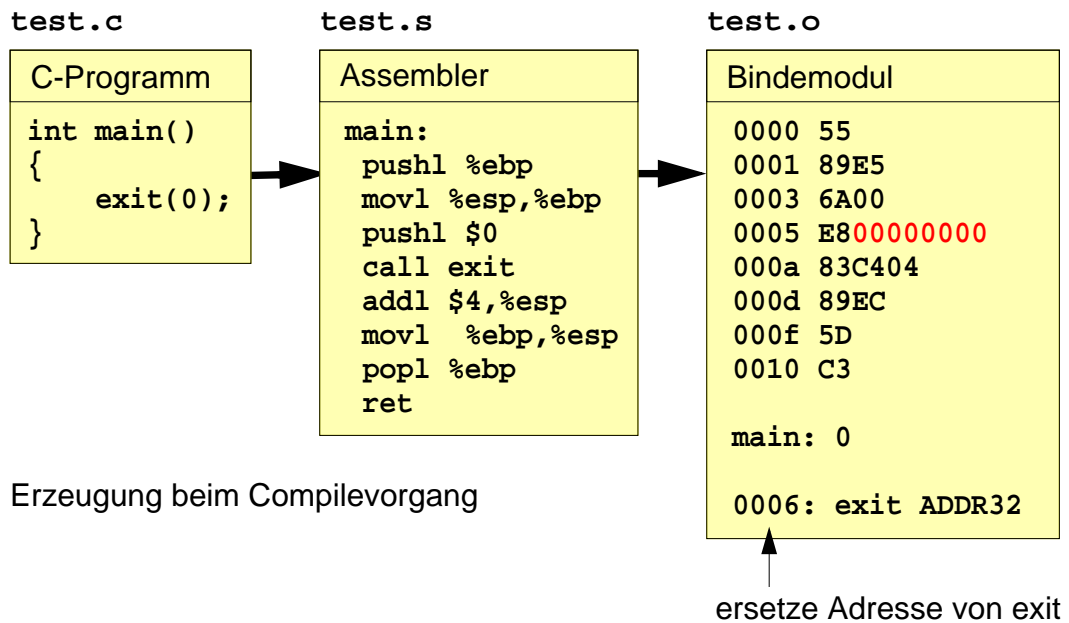 test.c
C-Programm
int main()
{
exit(0);
}
test.s
Assembler
main:
pushl %ebp
movl %esp,%ebp
pushl $0
call exit
addl $4,%esp
movl  %ebp,%esp
popl %ebp
ret
test.o
Bindemodul
0000 55
0001 89E5
0003 6A00
0005 E800000000
000a 83C404
000d 89EC
000f 5D
0010 C3
main: 0
0006: exit ADDR32
Erzeugung beim Compilevorgang
ersetze Adresse von exit